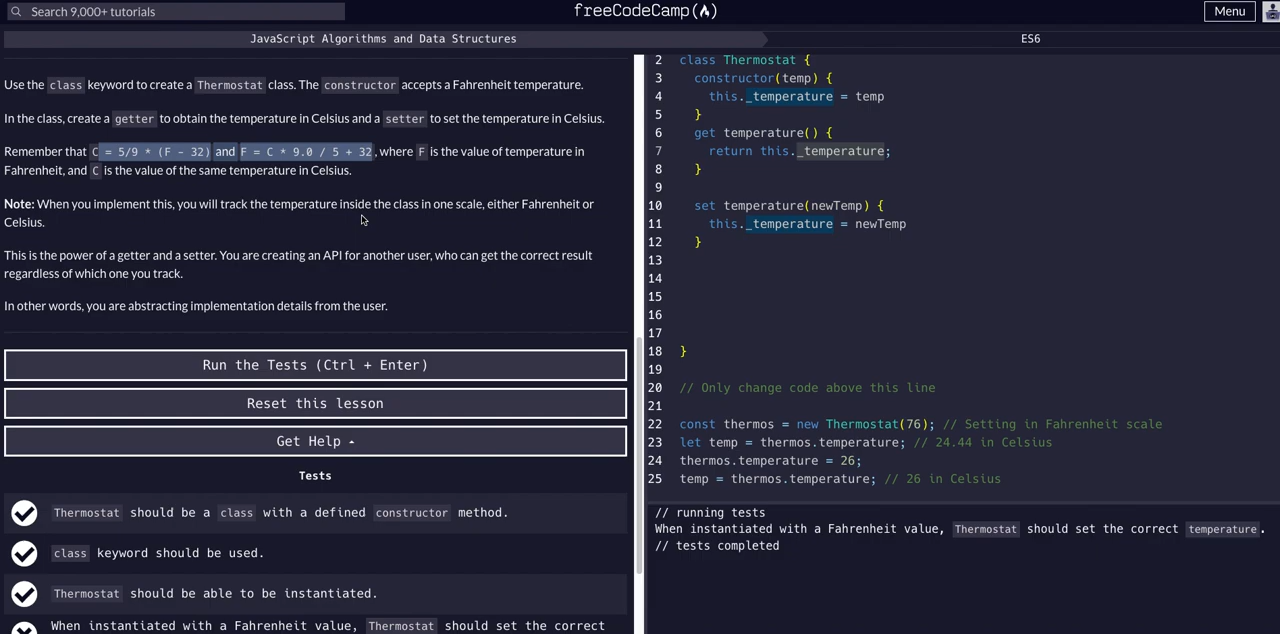 Search 9,000+ tutorials
freeCodeCamp(🔥)
Menu
JavaScript Algorithms and Data Structures
ES6
Use the class keyword to create a Thermostat class. The constructor accepts a Fahrenheit temperature.
In the class, create a getter to obtain the temperature in Celsius and a setter to set the temperature in Celsius.
Remember that C = 5/9 * (F - 32) and F = C * 9.0 / 5 + 32, where F is the value of temperature in
Fahrenheit, and C is the value of the same temperature in Celsius.
Note: When you implement this, you will track the temperature inside the class in one scale, either Fahrenheit or
Celsius.
This is the power of a getter and a setter. You are creating an API for another user, who can get the correct result
regardless of which one you track.
In other words, you are abstracting implementation details from the user.
Run the Tests (Ctrl + Enter)
Reset this lesson
Get Help
Tests
Thermostat should be a class with a defined constructor method.
class keyword should be used.
Thermostat should be able to be instantiated.
When instantiated with a Fahrenheit value, Thermostat should set the correct
2 class Thermostat {
3 constructor(temp) {
4 this._temperature = temp
5 }
6 get temperature() {
7 return this._temperature;
8 }
9
10 set temperature(newTemp) {
11 this._temperature = newTemp
12 }
13
14
15
16
17
18 }
19
20 // Only change code above this line
21
22 const thermos = new Thermostat(76); // Setting in Fahrenheit scale
23 let temp = thermos.temperature; // 24.44 in Celsius
24 thermos.temperature = 26;
25 temp = thermos.temperature; // 26 in Celsius
// running tests
When instantiated with a Fahrenheit value, Thermostat should set the correct temperature.
// tests completed